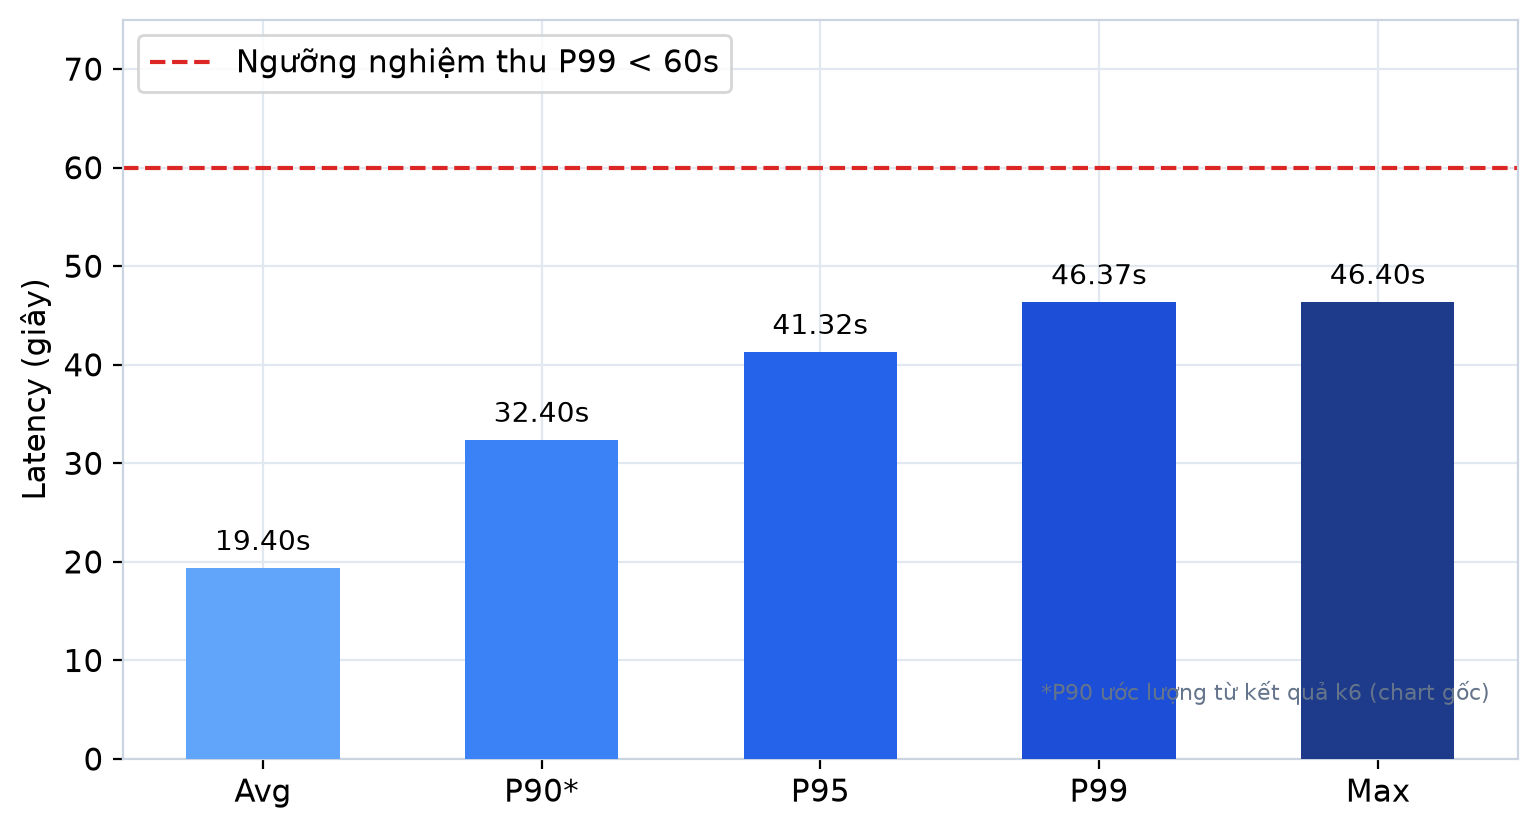 Ngưỡng nghiệm thu P99 < 60s
Latency (giây)
70
60
50
40
30
20
10
0
19.40s
32.40s
41.32s
46.37s
46.40s
*P90 ước lượng từ kết quả k6 (chart gốc)
Avg
P90*
P95
P99
Max